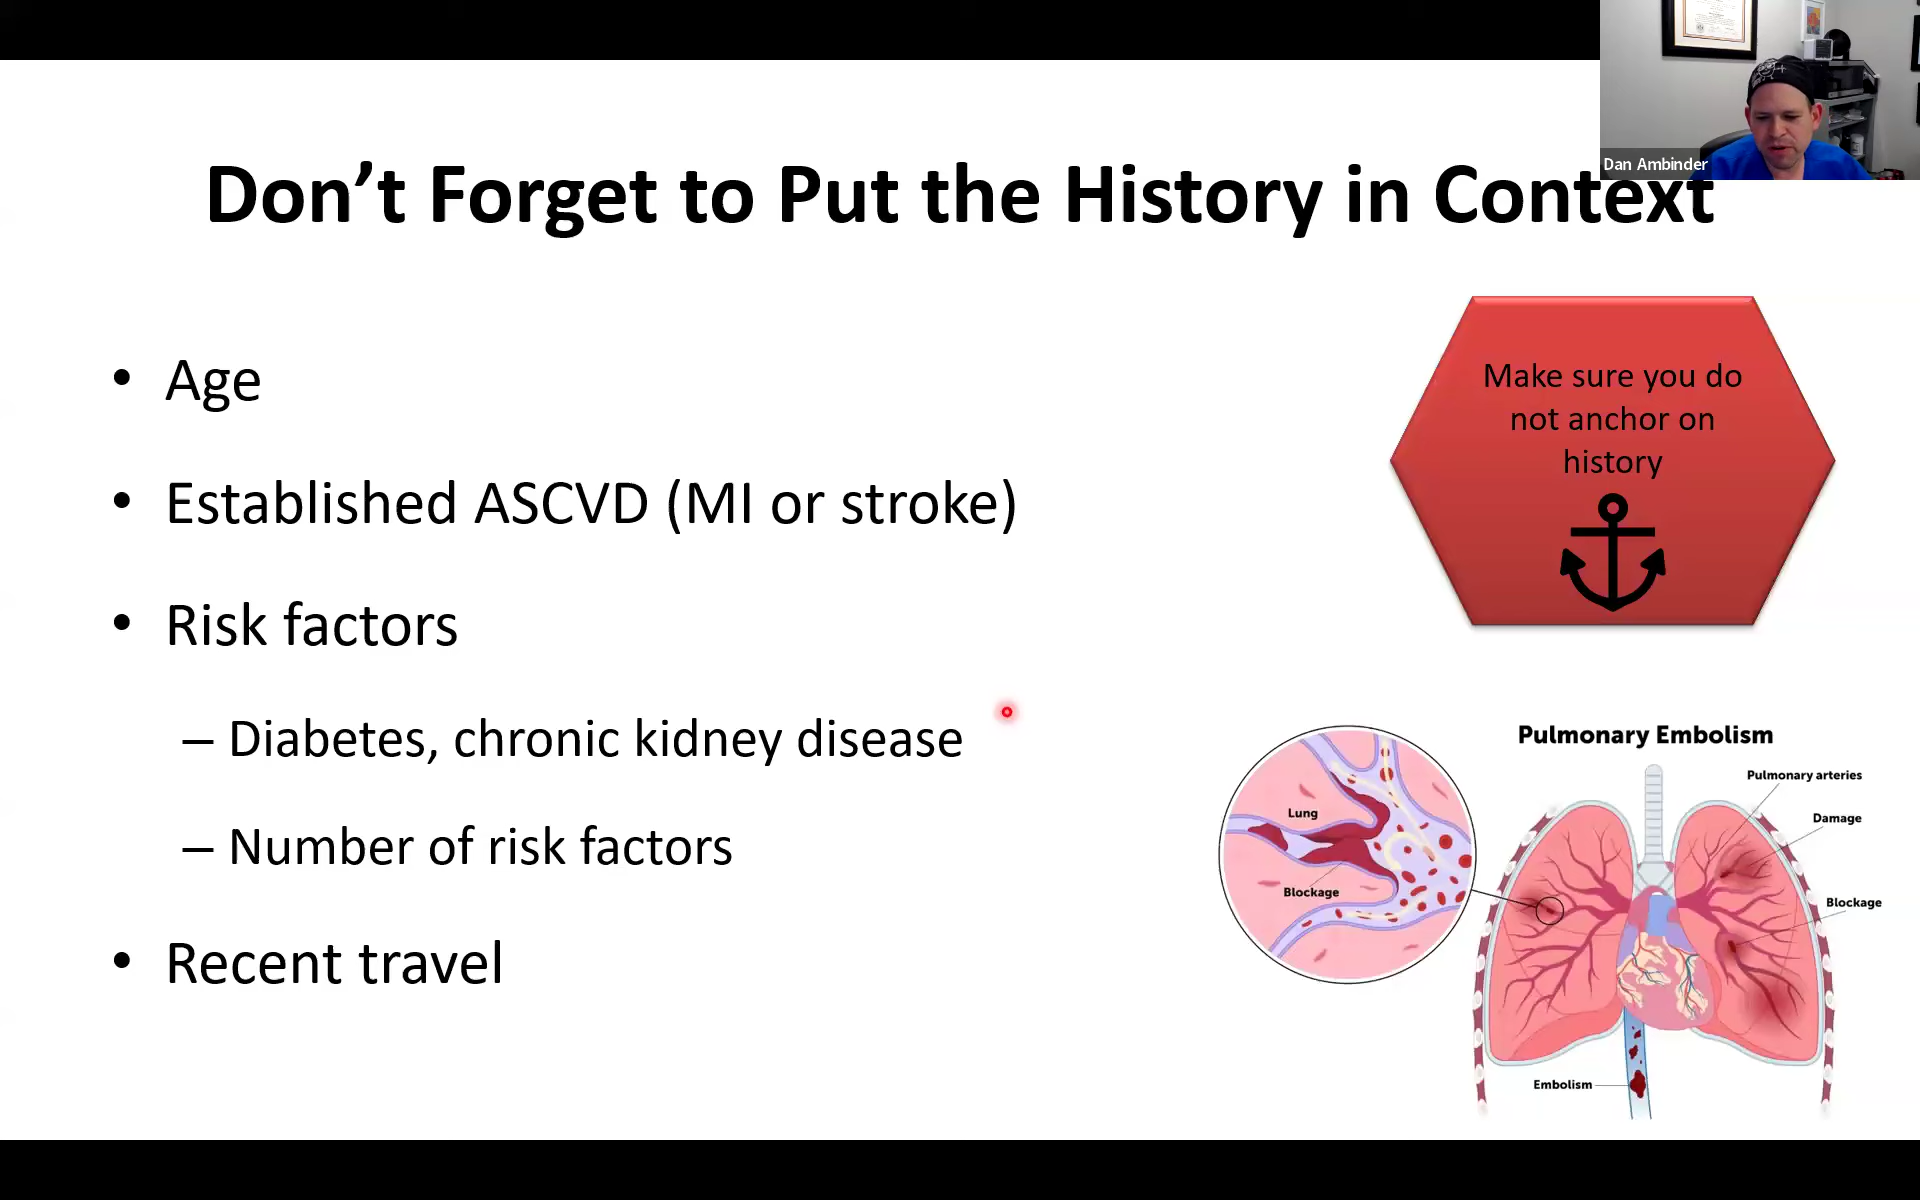 Dan Ambinder
Don’t Forget to Put the History in Context
• Age
• Established ASCVD (MI or stroke)
• Risk factors
– Diabetes, chronic kidney disease
– Number of risk factors
• Recent travel
Make sure you do
not anchor on
history
Pulmonary Embolism
Pulmonary arteries
Damage
Lung
Blockage
Blockage
Embolism